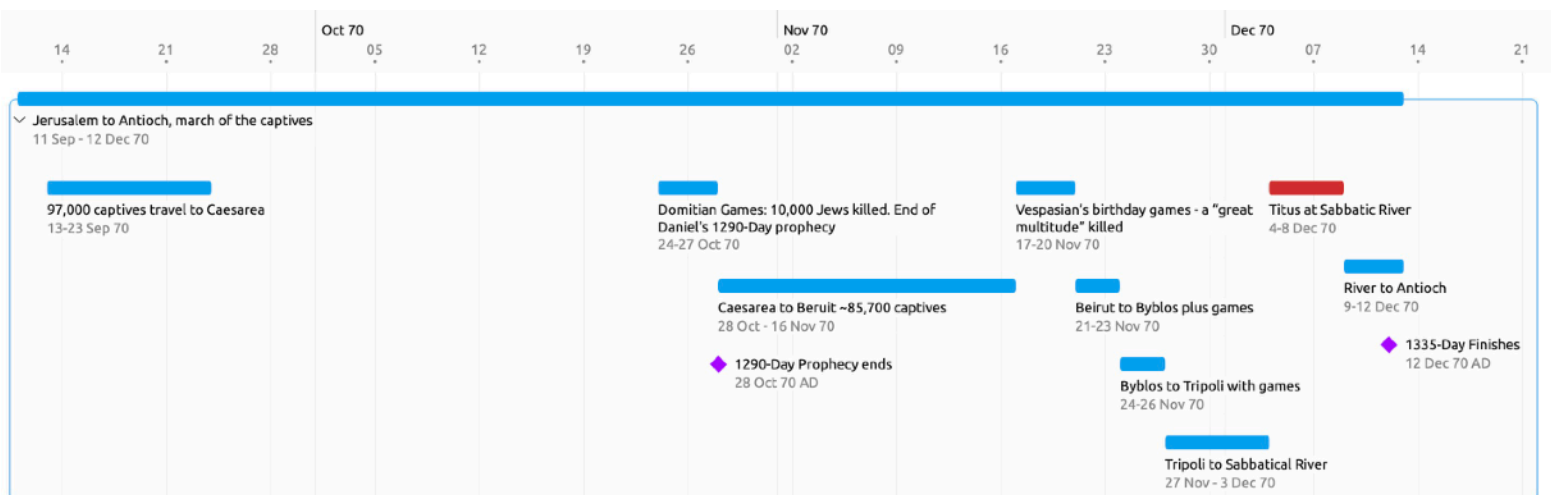 Oct 70
Nov 70
Dec 70
14 21 28 05 12 19 26 02 09 16 23 30 07 14 21
Jerusalem to Antioch, march of the captives
11 Sep - 12 Dec 70
97,000 captives travel to Caesarea
13-23 Sep 70
Domitian Games: 10,000 Jews killed. End of
Daniel's 1290-Day prophecy
24-27 Oct 70
Vespasian's birthday games - a "great
multitude" killed
17-20 Nov 70
Titus at Sabbatic River
4-8 Dec 70
River to Antioch
9-12 Dec 70
Caesarea to Beruit ~85,700 captives
28 Oct - 16 Nov 70
Beirut to Byblos plus games
21-23 Nov 70
1335-Day Finishes
12 Dec 70 AD
1290-Day Prophecy ends
28 Oct 70 AD
Byblos to Tripoli with games
24-26 Nov 70
Tripoli to Sabbatical River
27 Nov - 3 Dec 70